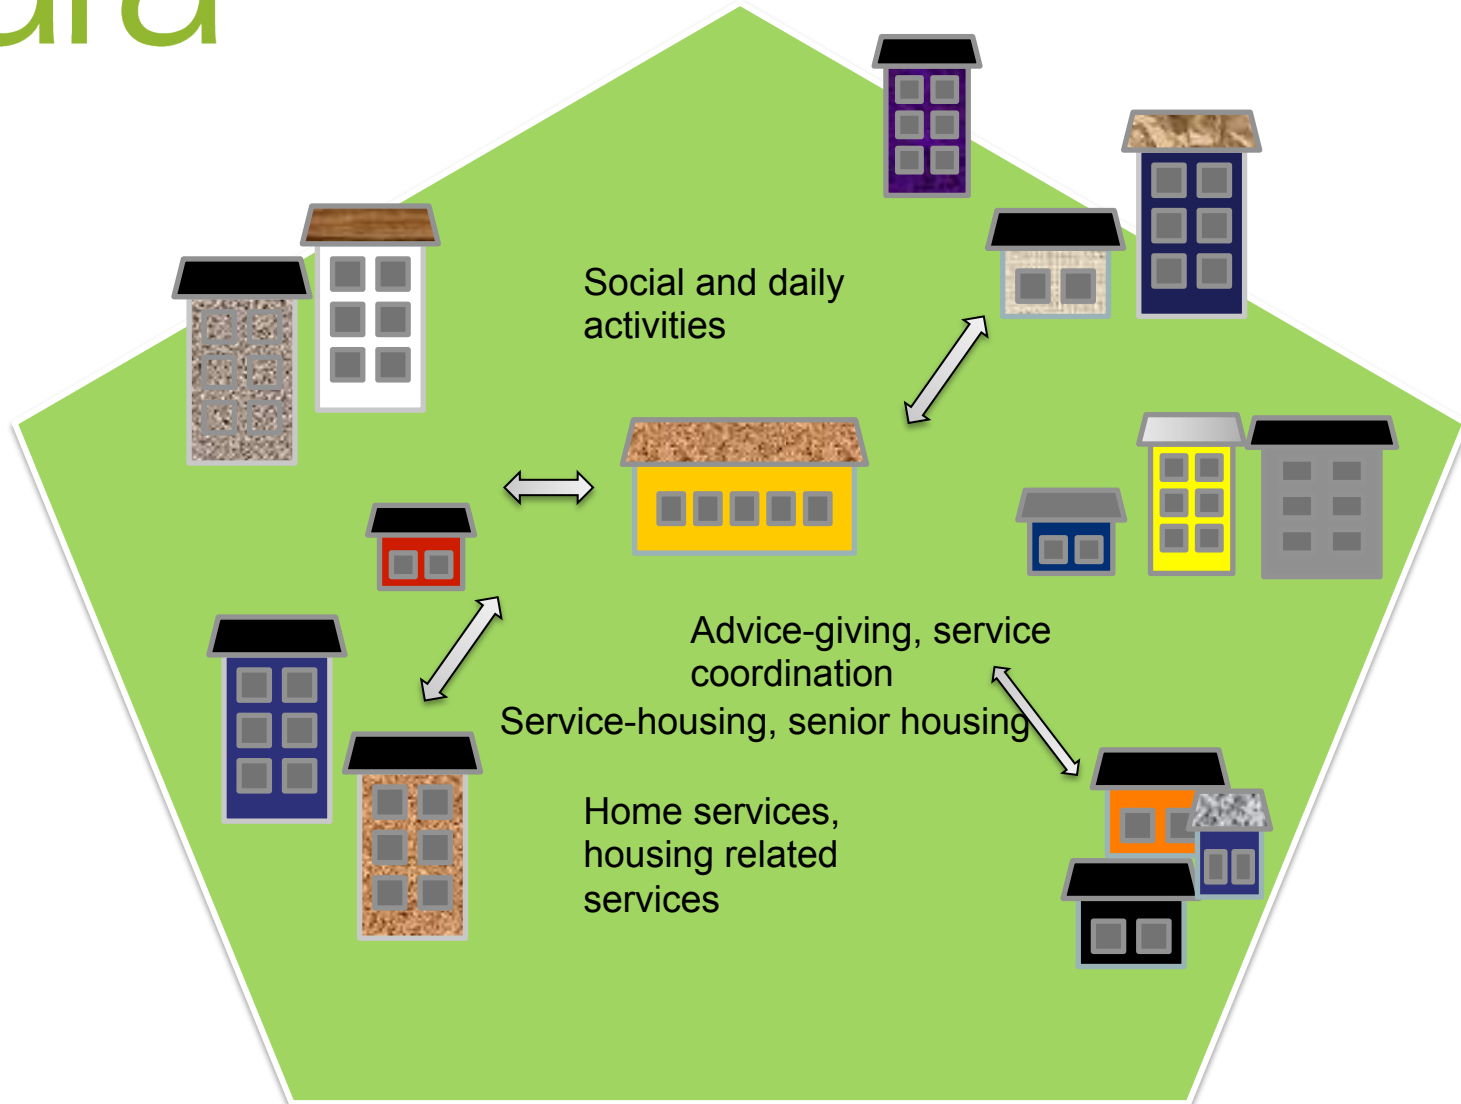 Social and daily
activities
Advice-giving, service
coordination
Service-housing, senior housing
Home services,
housing related
services